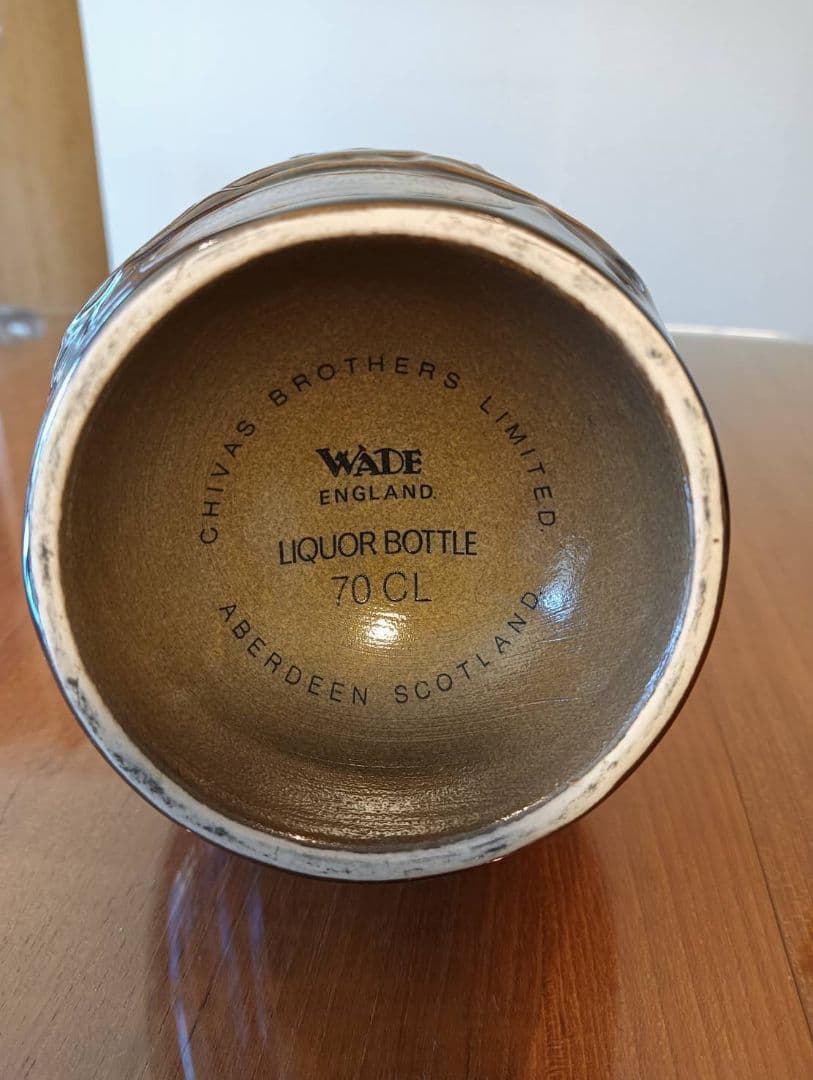 CHIVAS BROTHERS LIMITED.
WADE
ENGLAND.
LIQUOR BOTTLE
70 CL
ABERDEEN SCOTLAND.